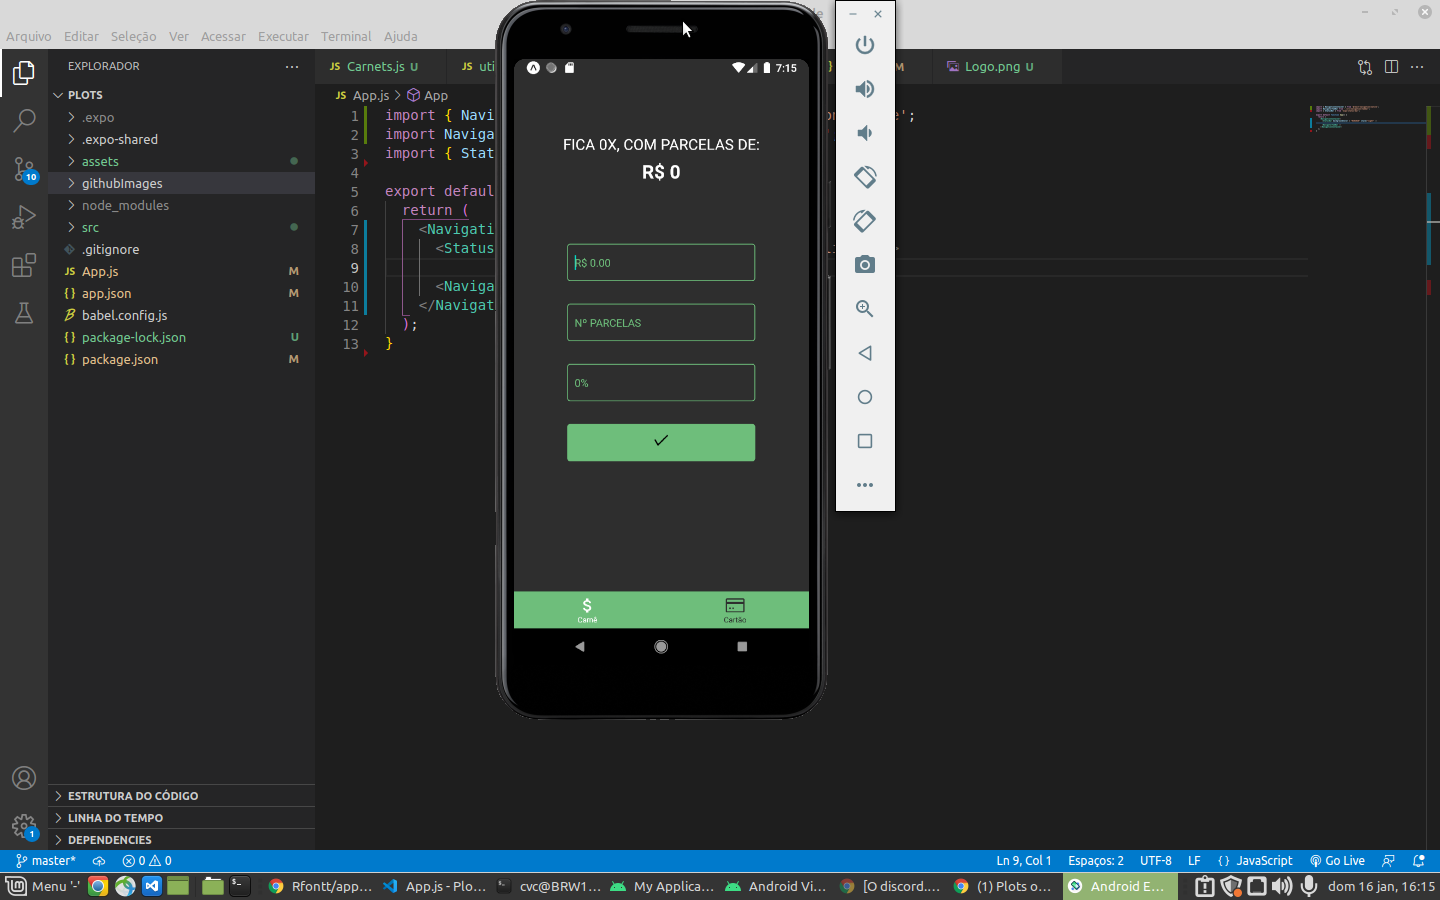 Arquivo Editar Seleção Ver Acessar Executar Terminal Ajuda
EXPLORADOR
PLOTS
.expo
.expo-shared
assets
githubImages
node_modules
src
.gitignore
App.js M
app.json M
babel.config.js
package-lock.json U
package.json M
ESTRUTURA DO CÓDIGO
LINHA DO TEMPO
DEPENDENCIES
10
1
JS Carnets.js U
JS uti
M
Logo.png U
JS App.js > App
1 import { Navi
2 import Naviga
3 import { Stat
4
5 export defaul
6 return (
7 <Navigati
8 <Status
9
10 <Naviga
11 </Navigat
12 );
13 }
7:15
FICA 0X, COM PARCELAS DE:
R$ 0
R$ 0.00
Nº PARCELAS
0%
Carnê
Cartão
master* 0 0
Ln 9, Col 1 Espaços: 2 UTF-8 LF {} JavaScript Go Live
Menu '-' Rfontt/app... App.js - Plo... cvc@BRW1... My Applica... Android Vi... [O discord.... (1) Plots o... Android E... dom 16 jan, 16:15